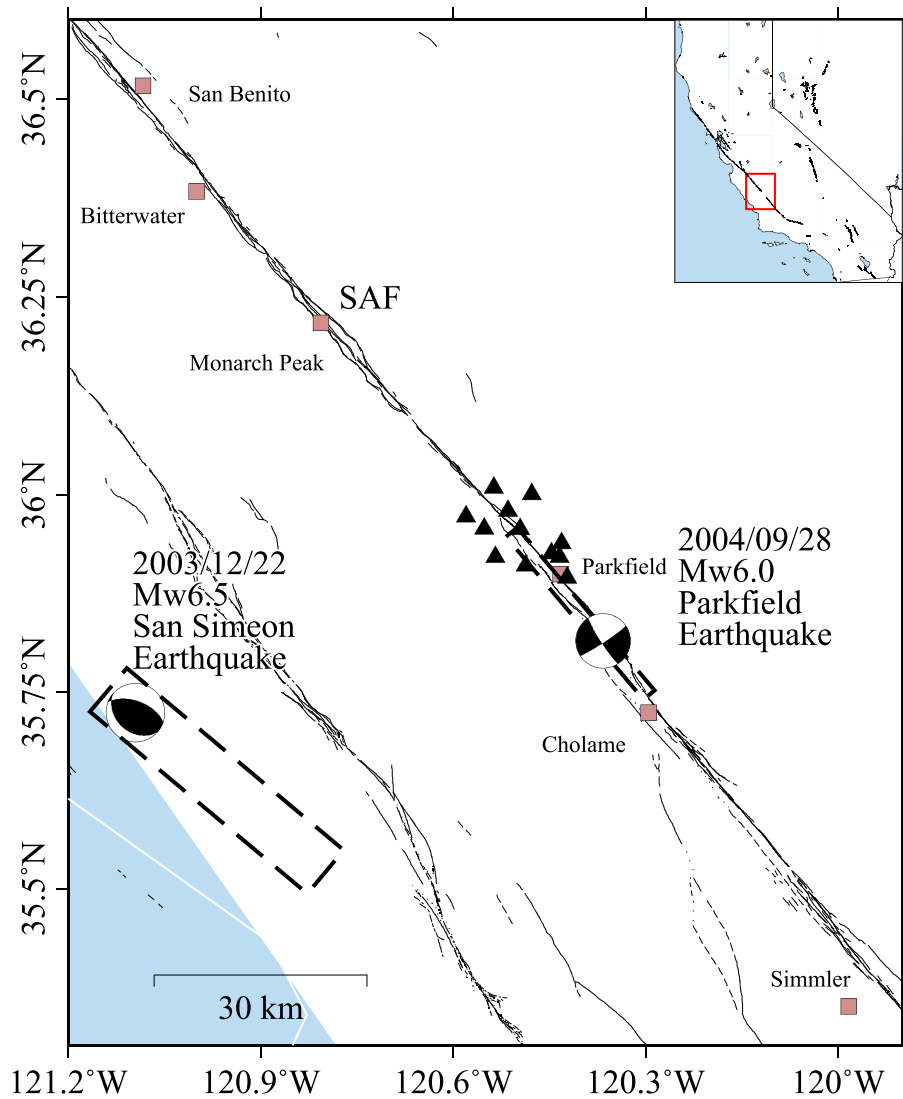 36.5°N
San Benito
Bitterwater
36.25°N
SAF
Monarch Peak
36°N
2003/12/22
Mw6.5
San Simeon
Earthquake
Parkfield
2004/09/28
Mw6.0
Parkfield
Earthquake
35.75°N
Cholame
35.5°N
Simmler
30 km
121.2°W
120.9°W
120.6°W
120.3°W
120°W